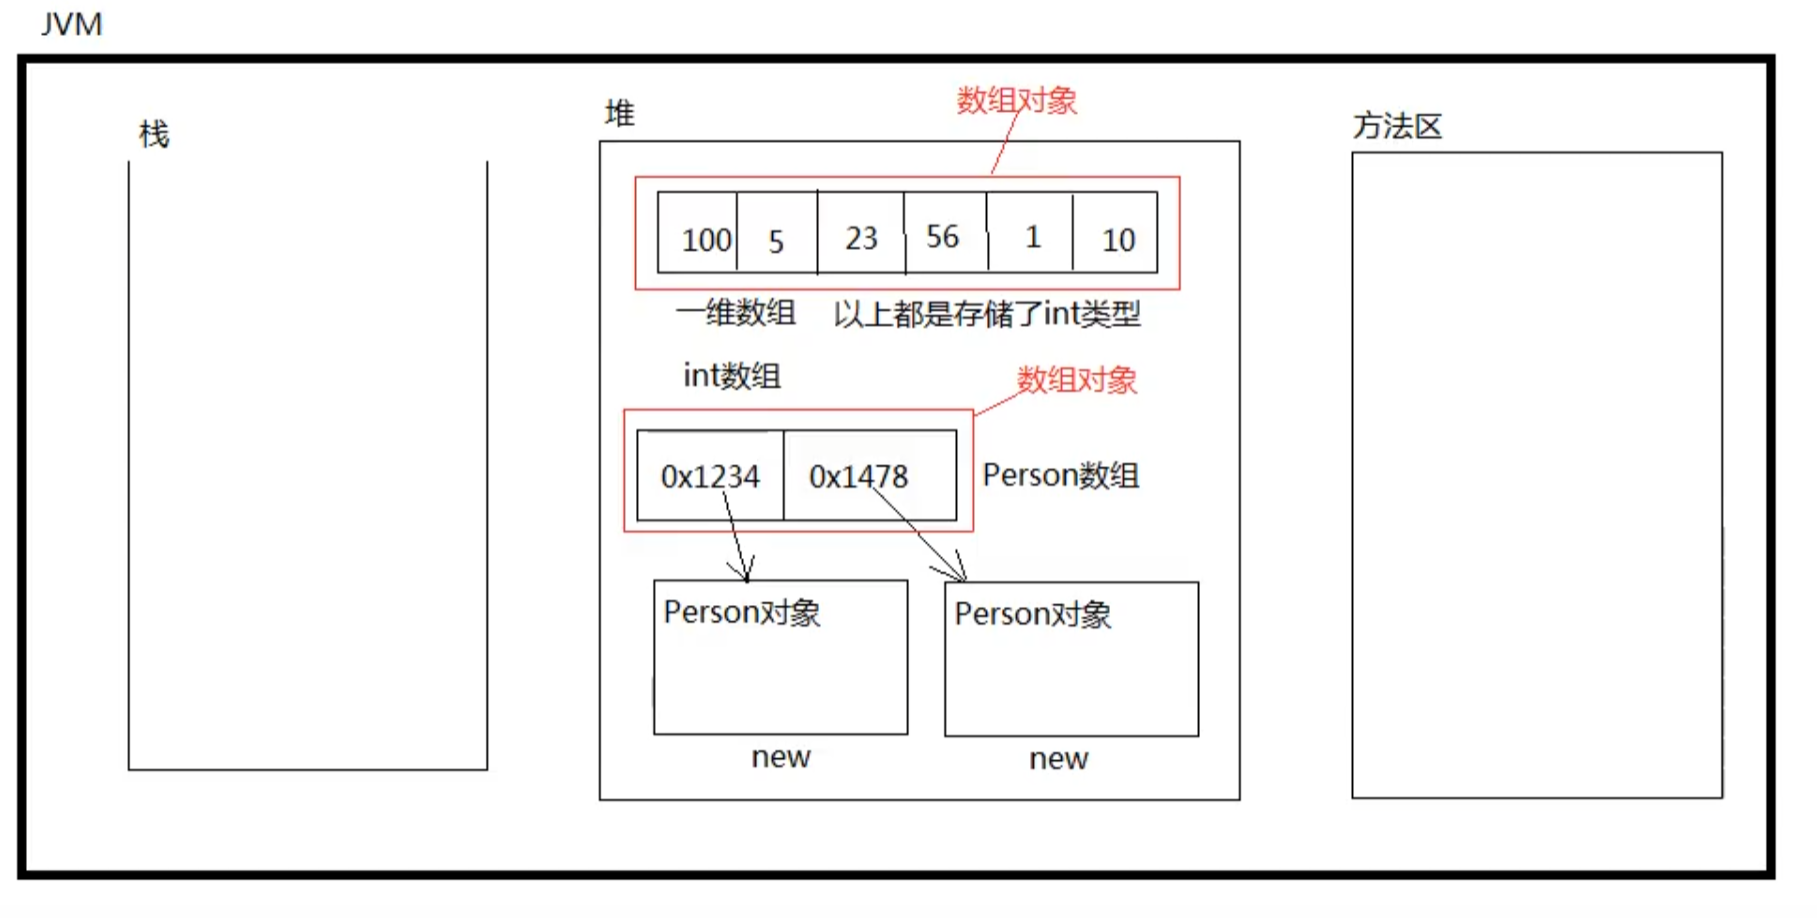 JVM
栈
堆
数组对象
方法区
100 5 23 56 1 10
一维数组 以上都是存储了int类型
int数组
数组对象
0x1234 0x1478
Person数组
Person对象
Person对象
new
new